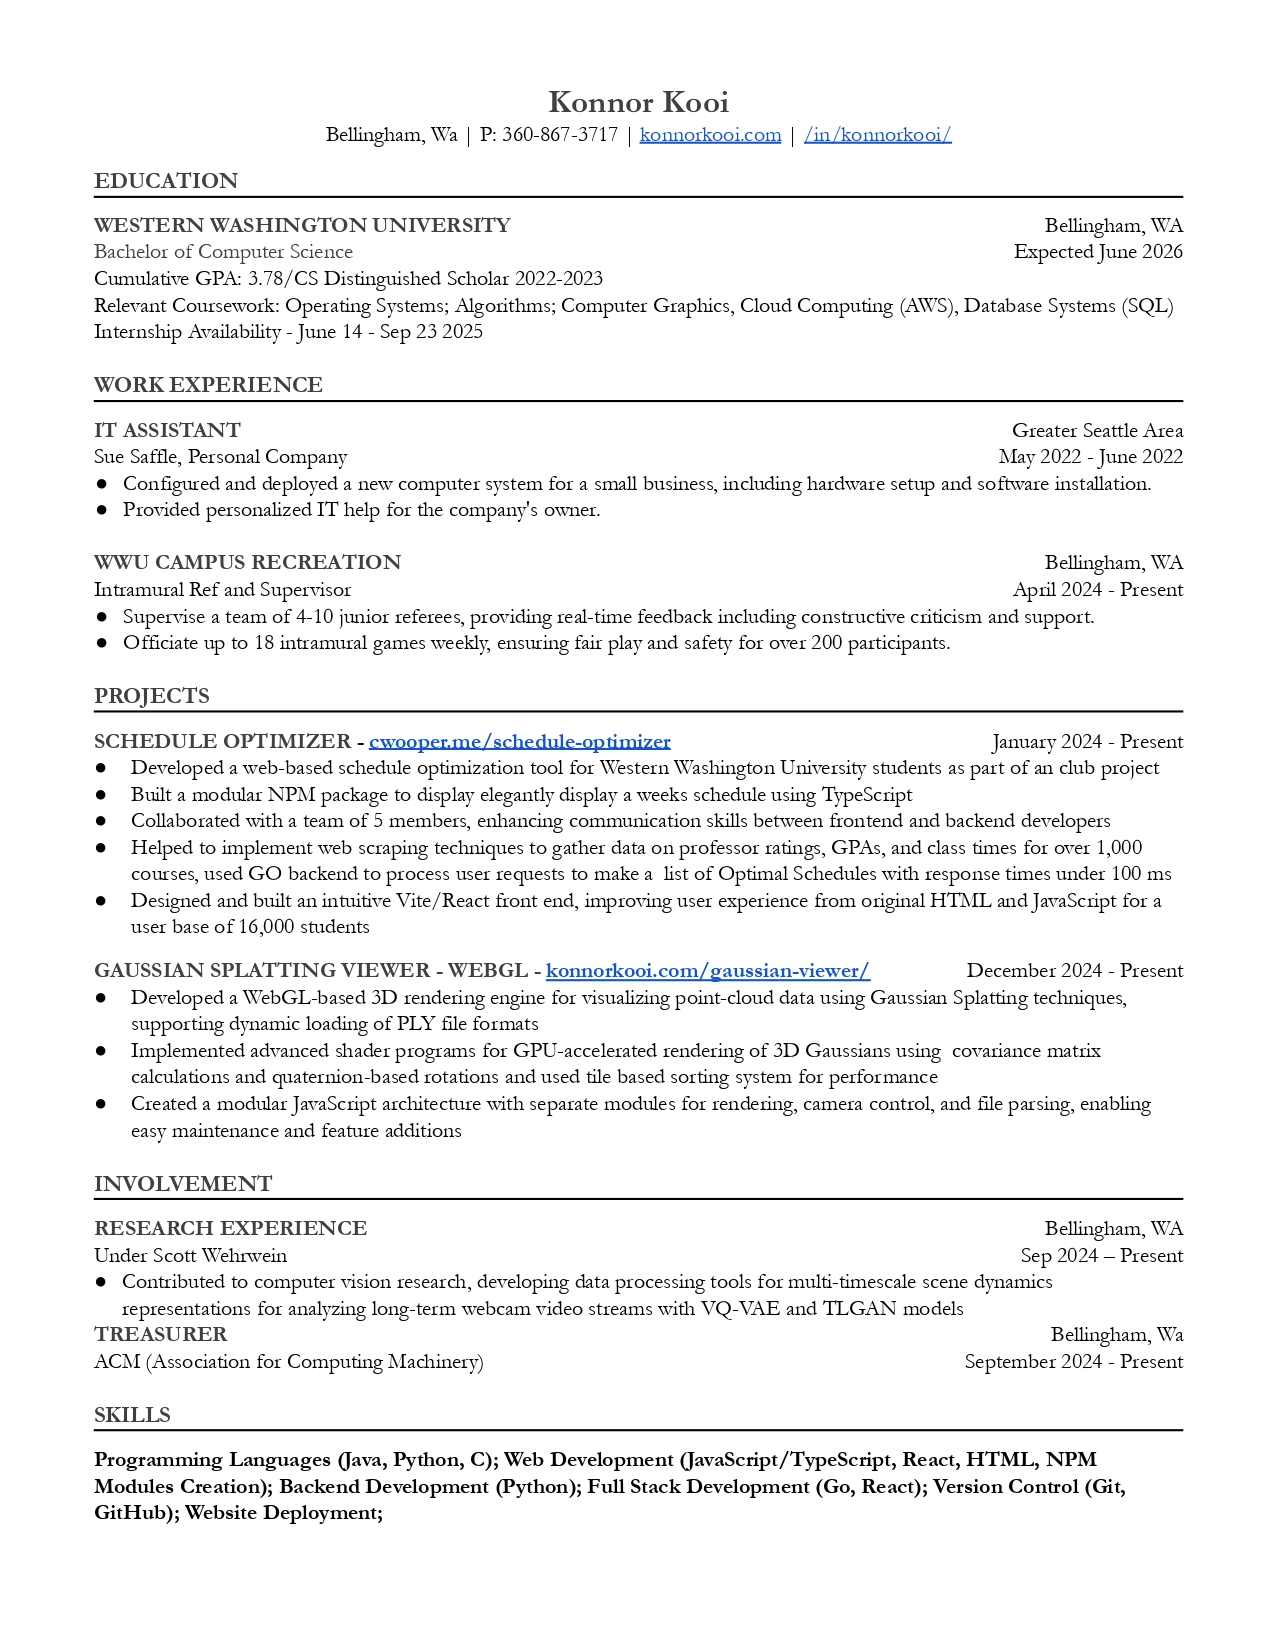 Konnor Kooi
Bellingham, Wa | P: 360-867-3717 | konnorkooi.com | /in/konnorkooi/
EDUCATION
WESTERN WASHINGTON UNIVERSITY Bellingham, WA
Bachelor of Computer Science Expected June 2026
Cumulative GPA: 3.78/CS Distinguished Scholar 2022-2023
Relevant Coursework: Operating Systems; Algorithms; Computer Graphics, Cloud Computing (AWS), Database Systems (SQL)
Internship Availability - June 14 - Sep 23 2025
WORK EXPERIENCE
IT ASSISTANT Greater Seattle Area
Sue Saffle, Personal Company May 2022 - June 2022
● Configured and deployed a new computer system for a small business, including hardware setup and software installation.
● Provided personalized IT help for the company's owner.
WWU CAMPUS RECREATION Bellingham, WA
Intramural Ref and Supervisor April 2024 - Present
● Supervise a team of 4-10 junior referees, providing real-time feedback including constructive criticism and support.
● Officiate up to 18 intramural games weekly, ensuring fair play and safety for over 200 participants.
PROJECTS
SCHEDULE OPTIMIZER - cwooper.me/schedule-optimizer January 2024 - Present
● Developed a web-based schedule optimization tool for Western Washington University students as part of an club project
● Built a modular NPM package to display elegantly display a weeks schedule using TypeScript
● Collaborated with a team of 5 members, enhancing communication skills between frontend and backend developers
● Helped to implement web scraping techniques to gather data on professor ratings, GPAs, and class times for over 1,000
courses, used GO backend to process user requests to make a  list of Optimal Schedules with response times under 100 ms
● Designed and built an intuitive Vite/React front end, improving user experience from original HTML and JavaScript for a
user base of 16,000 students
GAUSSIAN SPLATTING VIEWER - WEBGL - konnorkooi.com/gaussian-viewer/ December 2024 - Present
● Developed a WebGL-based 3D rendering engine for visualizing point-cloud data using Gaussian Splatting techniques,
supporting dynamic loading of PLY file formats
● Implemented advanced shader programs for GPU-accelerated rendering of 3D Gaussians using  covariance matrix
calculations and quaternion-based rotations and used tile based sorting system for performance
● Created a modular JavaScript architecture with separate modules for rendering, camera control, and file parsing, enabling
easy maintenance and feature additions
INVOLVEMENT
RESEARCH EXPERIENCE Bellingham, WA
Under Scott Wehrwein Sep 2024 – Present
● Contributed to computer vision research, developing data processing tools for multi-timescale scene dynamics
representations for analyzing long-term webcam video streams with VQ-VAE and TLGAN models
TREASURER Bellingham, Wa
ACM (Association for Computing Machinery) September 2024 - Present
SKILLS
Programming Languages (Java, Python, C); Web Development (JavaScript/TypeScript, React, HTML, NPM
Modules Creation); Backend Development (Python); Full Stack Development (Go, React); Version Control (Git,
GitHub); Website Deployment;